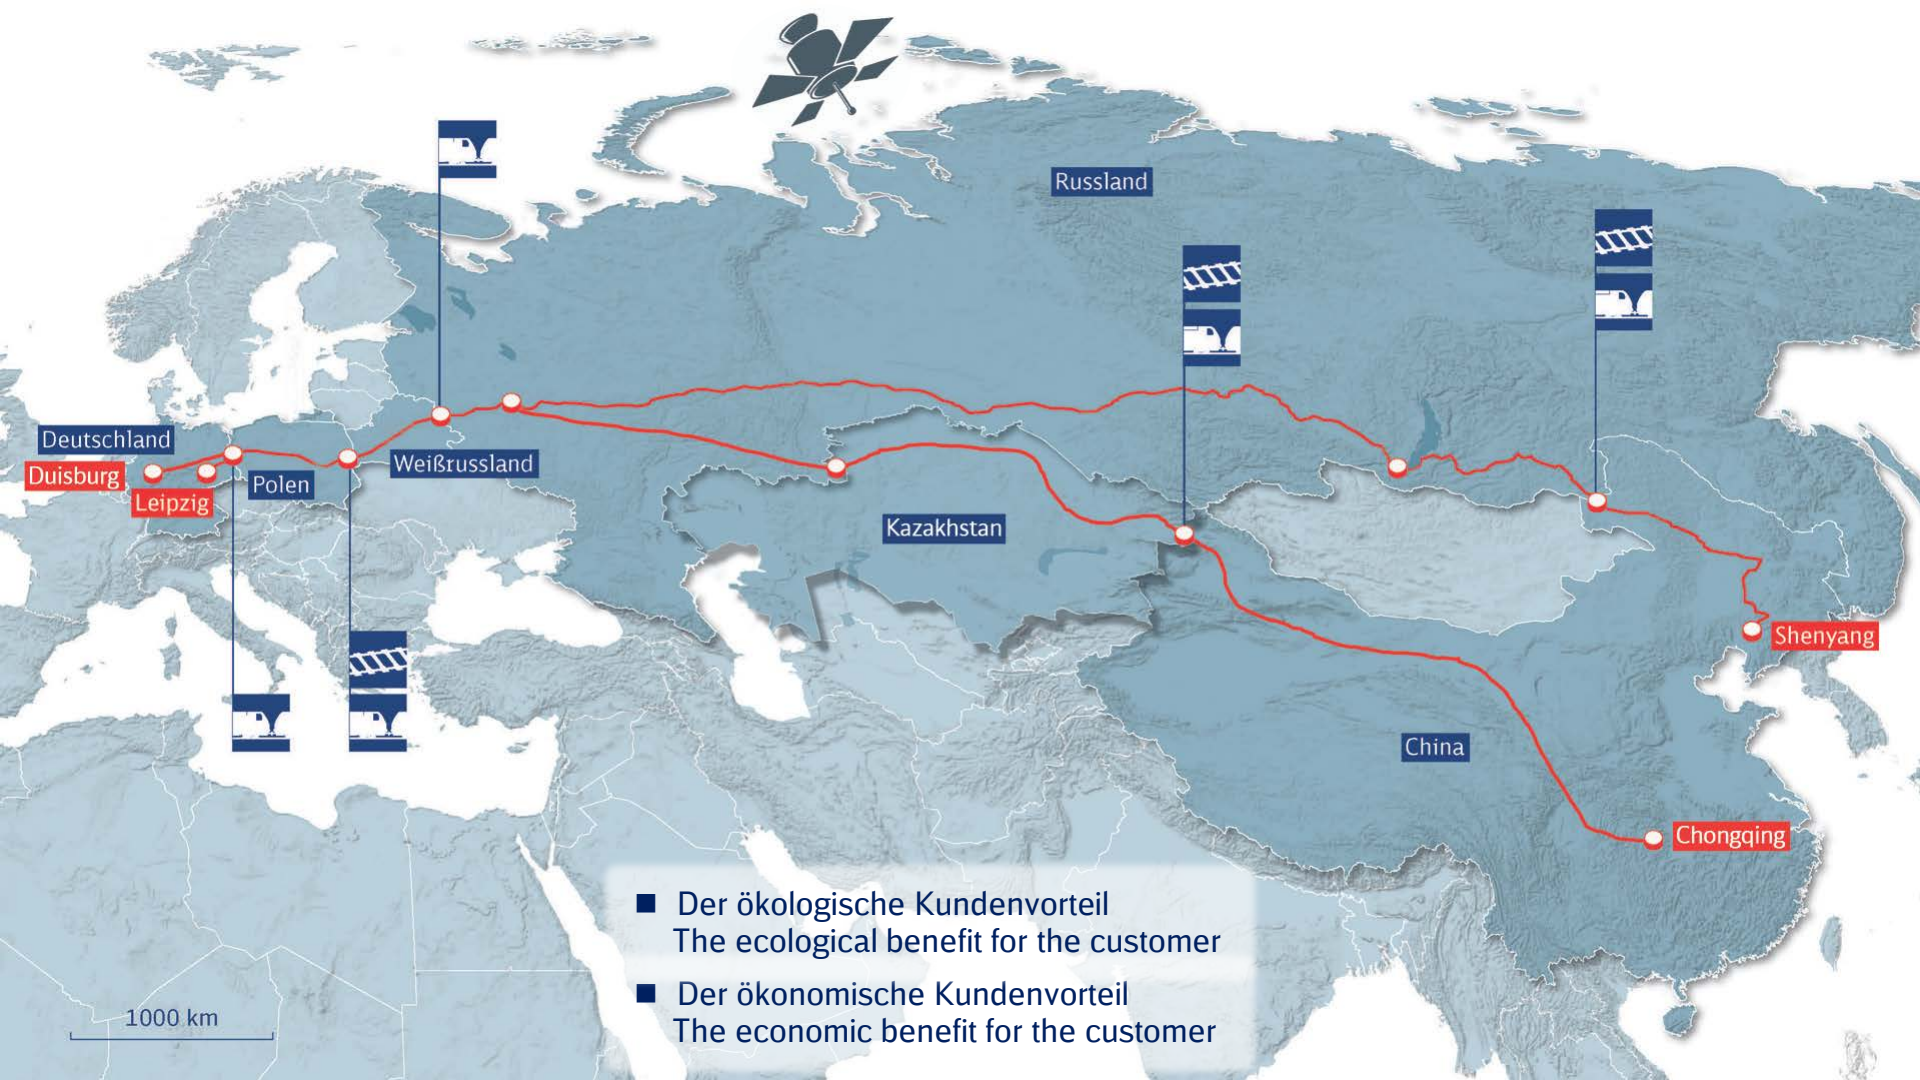 Russland
Deutschland
Duisburg
Leipzig
Polen
Weißrussland
Kazakhstan
Shenyang
China
Chongqing
Der ökologische Kundenvorteil
The ecological benefit for the customer
Der ökonomische Kundenvorteil
The economic benefit for the customer
1000 km